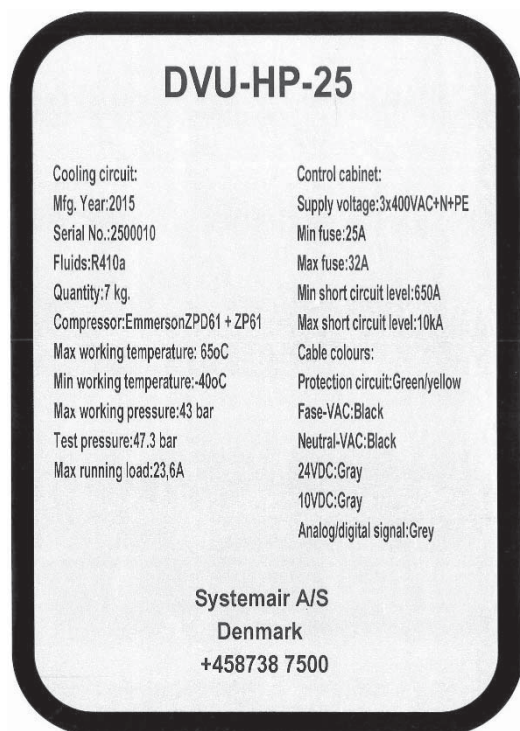 DVU-HP-25
Cooling circuit:
Mfg. Year:2015
Serial No.:2500010
Fluids:R410a
Quantity:7 kg.
Compressor:EmmersonZPD61 + ZP61
Max working temperature: 65oC
Min working temperature:-40oC
Max working pressure:43 bar
Test pressure:47.3 bar
Max running load:23,6A
Control cabinet:
Supply voltage:3x400VAC+N+PE
Min fuse:25A
Max fuse:32A
Min short circuit level:650A
Max short circuit level:10kA
Cable colours:
Protection circuit:Green/yellow
Fase-VAC:Black
Neutral-VAC:Black
24VDC:Gray
10VDC:Gray
Analog/digital signal:Grey
Systemair A/S
Denmark
+458738 7500